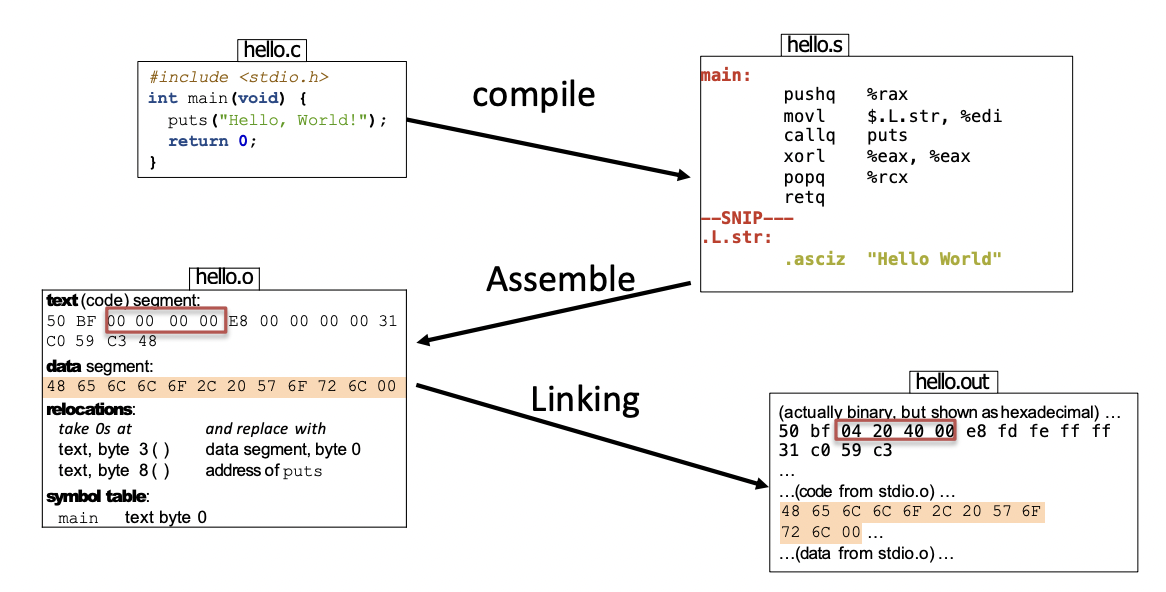 hello.c
#include <stdio.h>
int main(void) {
puts("Hello, World!");
return 0;
}
compile
hello.s
main:
pushq %rax
movl $.L.str, %edi
callq puts
xorl %eax, %eax
popq %rcx
retq
--SNIP---
.L.str:
.asciz "Hello World"
Assemble
hello.o
text (code) segment:
50 BF 00 00 00 00 E8 00 00 00 00 31
C0 59 C3 48
data segment:
48 65 6C 6C 6F 2C 20 57 6F 72 6C 00
relocations:
take 0s at and replace with
text, byte 3 ( ) data segment, byte 0
text, byte 8 ( ) address of puts
symbol table:
main text byte 0
Linking
hello.out
(actually binary, but shown as hexadecimal) …
50 bf 04 20 40 00 e8 fd fe ff ff
31 c0 59 c3
…
…(code from stdio.o) …
48 65 6C 6C 6F 2C 20 57 6F
72 6C 00 …
…(data from stdio.o) …